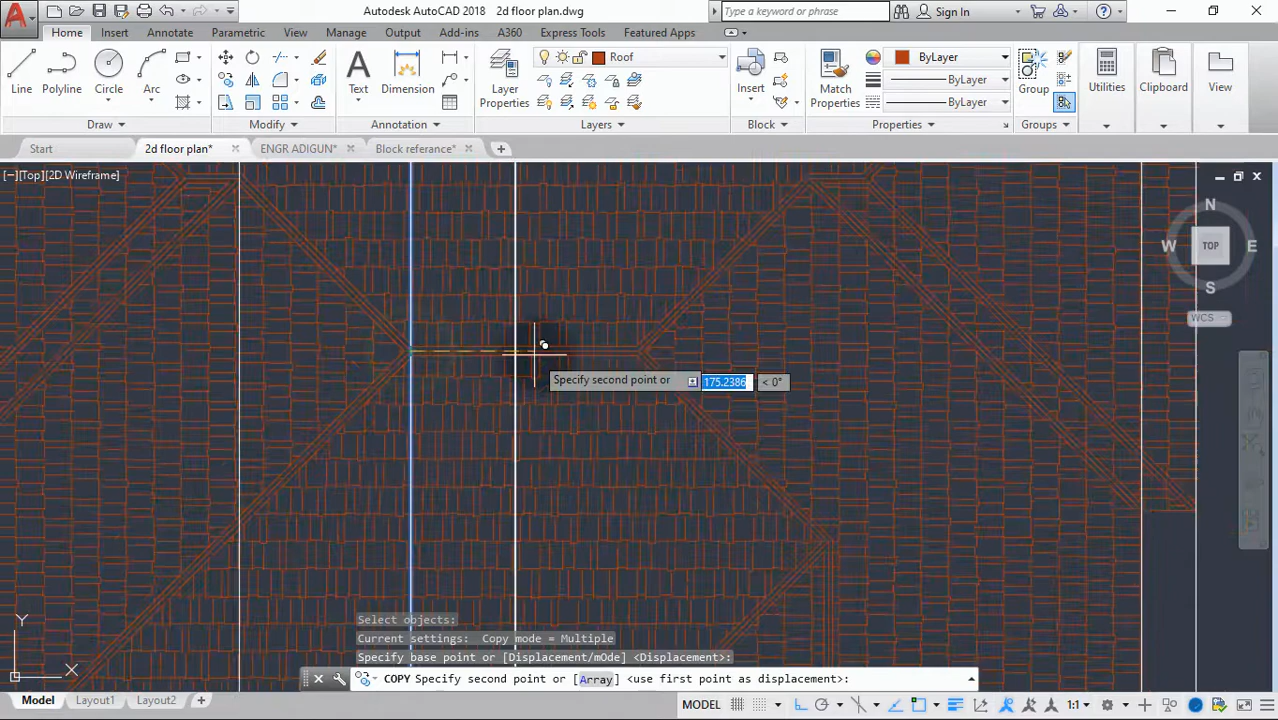 Autodesk AutoCAD 2018 2d floor plan.dwg
Type a keyword or phrase
Sign In
Home Insert Annotate Parametric View Manage Output Add-ins A360 Express Tools Featured Apps
Roof
ByLayer
ByLayer
ByLayer
Line Polyline Circle Arc
Text Dimension
Layer Properties
Insert
Match Properties
Group
Utilities
Clipboard
View
Draw Modify Annotation Layers Block Properties Groups
Start 2d floor plan* ENGR ADIGUN* Block referance*
[−][Top][2D Wireframe]
N
W TOP E
S
WCS
Specify second point or 175.2386 < 0°
Y
X
Select objects:
Current settings: Copy mode = Multiple
Specify base point or [Displacement/mOde] <Displacement>:
COPY Specify second point or [Array] <use first point as displacement>:
Model Layout1 Layout2
MODEL 1:1